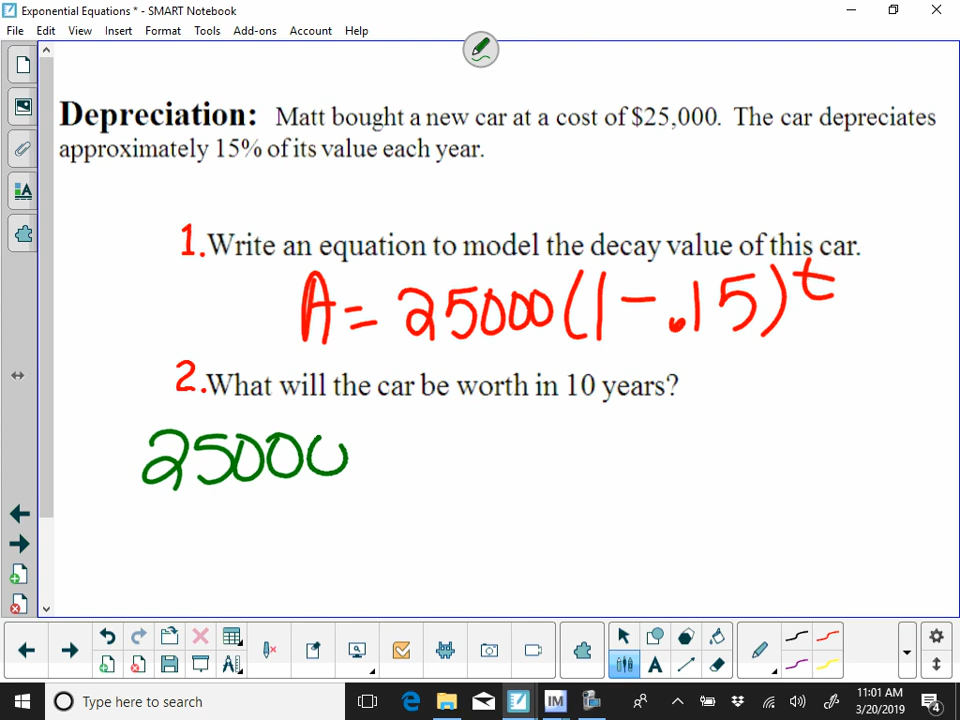 Exponential Equations * - SMART Notebook
File Edit View Insert Format Tools Add-ons Account Help
Depreciation: Matt bought a new car at a cost of $25,000. The car depreciates
approximately 15% of its value each year.
1. Write an equation to model the decay value of this car.
A = 25000(1 - .15)^t
2. What will the car be worth in 10 years?
25000
A
A
IM
Type here to search
11:01 AM
3/20/2019
4